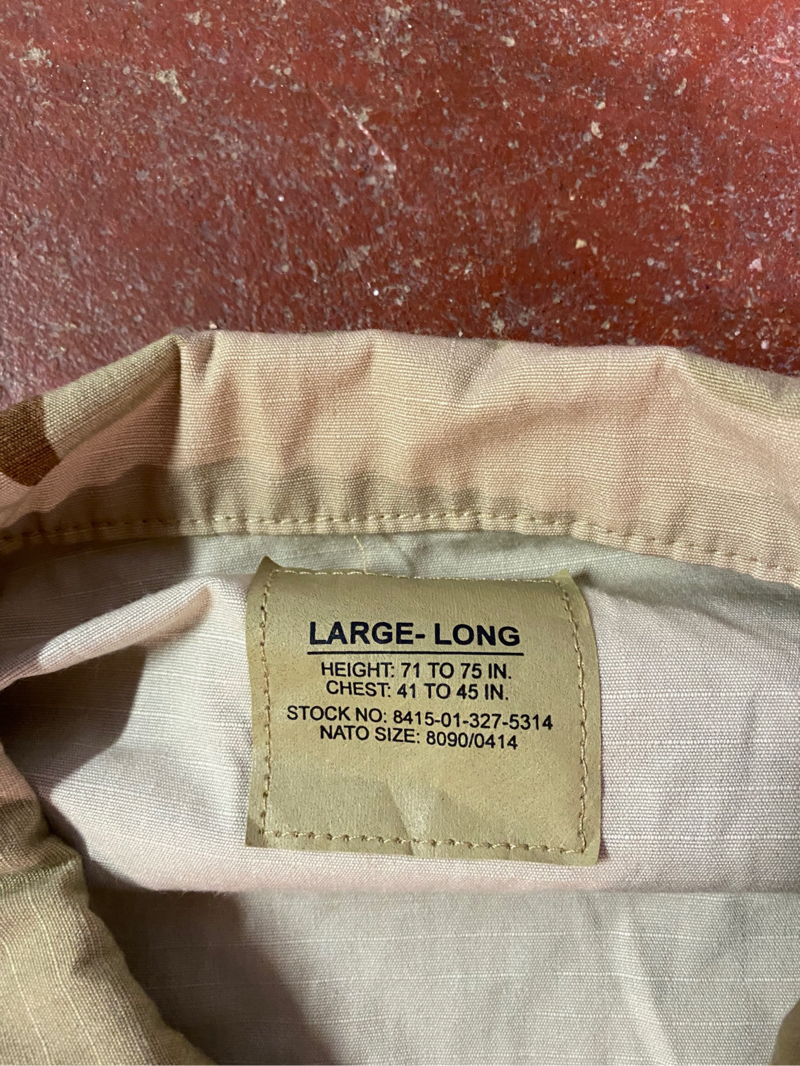 LARGE- LONG
HEIGHT: 71 TO 75 IN.
CHEST: 41 TO 45 IN.
STOCK NO: 8415-01-327-5314
NATO SIZE: 8090/0414